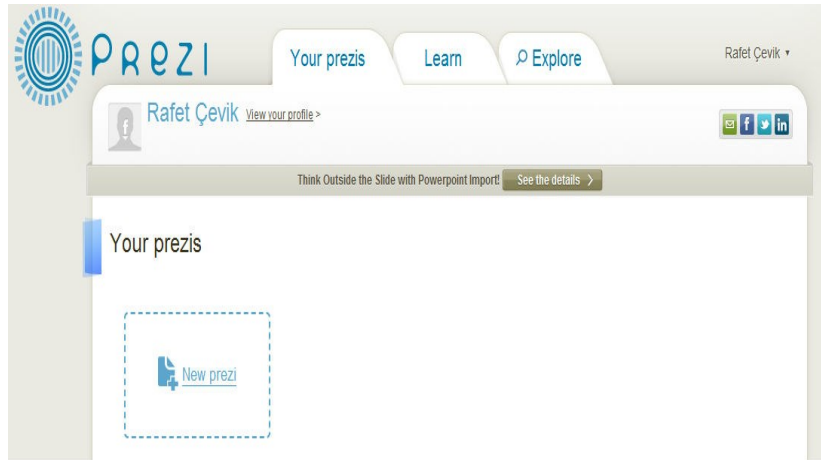 PREZI
Your prezis
Learn
Explore
Rafet Çevik
Rafet Çevik View your profile >
Think Outside the Slide with Powerpoint Import! See the details >
Your prezis
New prezi